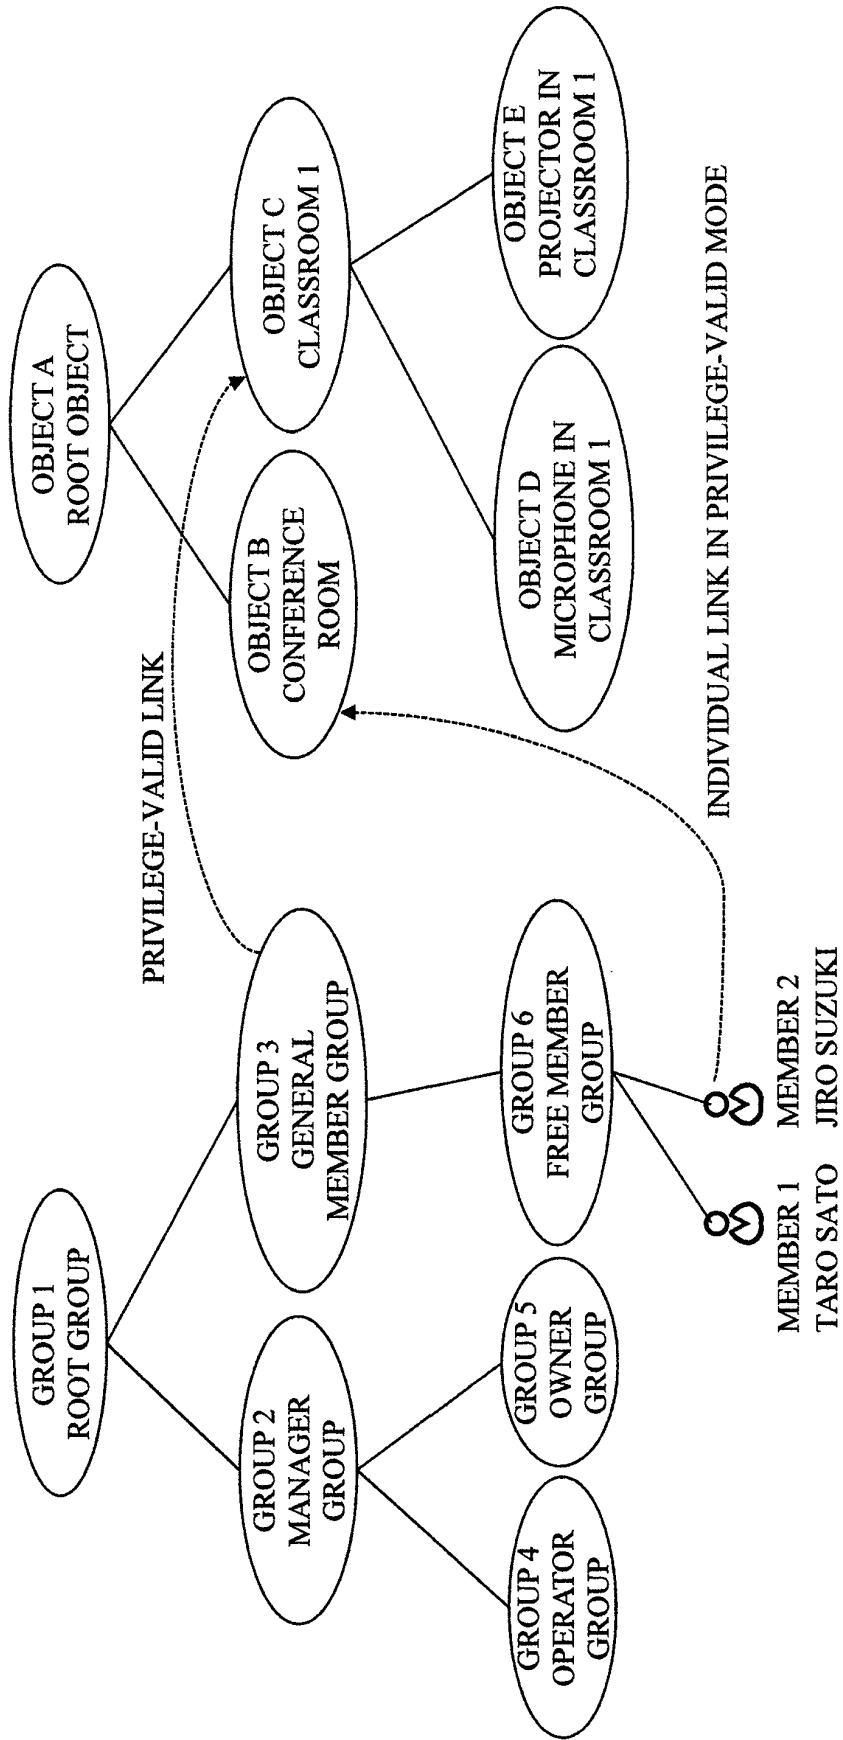 GROUP 1
ROOT GROUP
GROUP 2
MANAGER
GROUP
GROUP 3
GENERAL
MEMBER GROUP
GROUP 4
OPERATOR
GROUP
GROUP 5
OWNER
GROUP
GROUP 6
FREE MEMBER
GROUP
MEMBER 1
TARO SATO
MEMBER 2
JIRO SUZUKI
PRIVILEGE-VALID LINK
OBJECT A
ROOT OBJECT
OBJECT B
CONFERENCE
ROOM
OBJECT C
CLASSROOM 1
OBJECT D
MICROPHONE IN
CLASSROOM 1
OBJECT E
PROJECTOR IN
CLASSROOM 1
INDIVIDUAL LINK IN PRIVILEGE-VALID MODE